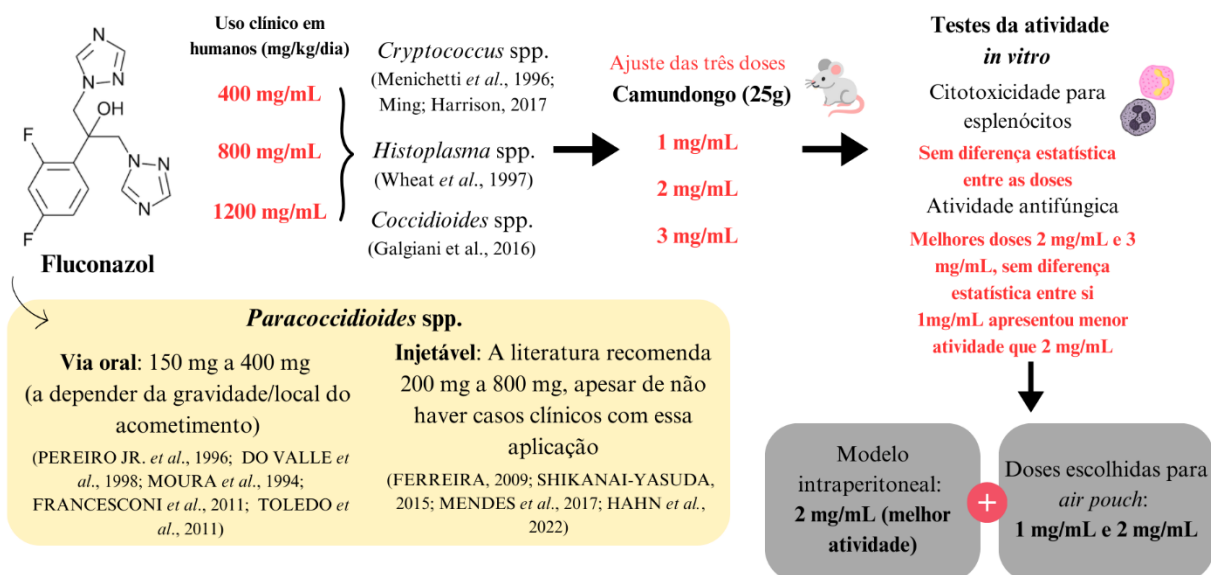 N
N
N
OH
F
N
N
N
F
Fluconazol
Uso clínico em
humanos (mg/kg/dia)
400 mg/mL
800 mg/mL
1200 mg/mL
Cryptococcus spp.
(Menichetti et al., 1996;
Ming; Harrison, 2017
Histoplasma spp.
(Wheat et al., 1997)
Coccidioides spp.
(Galgiani et al., 2016)
Ajuste das três doses
Camundongo (25g)
1 mg/mL
2 mg/mL
3 mg/mL
Testes da atividade
in vitro
Citotoxicidade para
esplenócitos
Sem diferença estatística
entre as doses
Atividade antifúngica
Melhores doses 2 mg/mL e 3
mg/mL, sem diferença
estatística entre si
1mg/mL apresentou menor
atividade que 2 mg/mL
Paracoccidioides spp.
Via oral: 150 mg a 400 mg
(a depender da gravidade/local do
acometimento)
(PEREIRO JR. et al., 1996; DO VALLE et
al., 1998; MOURA et al., 1994;
FRANCESCONI et al., 2011; TOLEDO et
al., 2011)
Injetável: A literatura recomenda
200 mg a 800 mg, apesar de não
haver casos clínicos com essa
aplicação
(FERREIRA, 2009; SHIKANAI-YASUDA,
2015; MENDES et al., 2017; HAHN et al.,
2022)
Modelo
intraperitoneal:
2 mg/mL (melhor
atividade)
+
Doses escolhidas para
air pouch:
1 mg/mL e 2 mg/mL